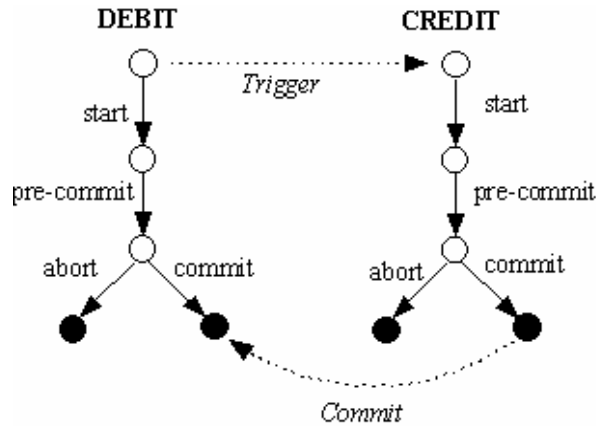 DEBIT
CREDIT
Trigger
start
start
pre-commit
pre-commit
abort
commit
abort
commit
Commit